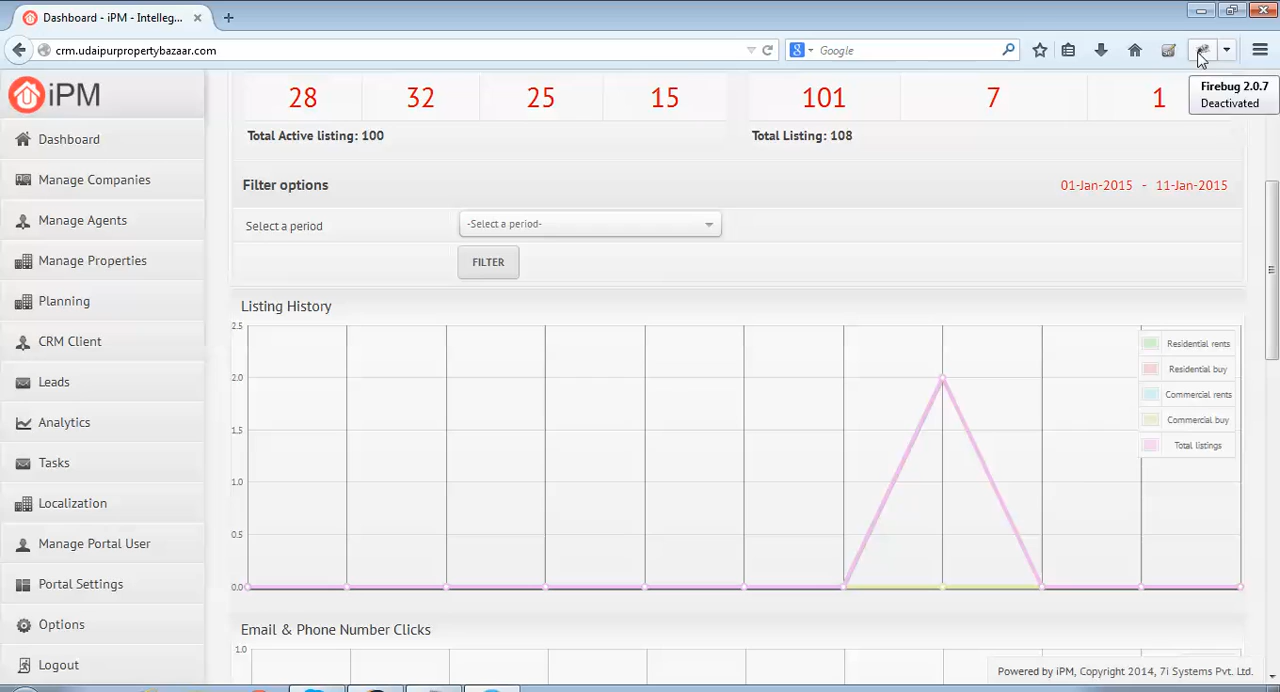 Dashboard - iPM - Intelleg...
crm.udaipurpropertybazaar.com
Google
Firebug 2.0.7
Deactivated
iPM
Dashboard
Manage Companies
Manage Agents
Manage Properties
Planning
CRM Client
Leads
Analytics
Tasks
Localization
Manage Portal User
Portal Settings
Options
Logout
28 32 25 15 101 7 1
Total Active listing: 100 Total Listing: 108
Filter options 01-Jan-2015 - 11-Jan-2015
Select a period -Select a period-
FILTER
Listing History
2.5
2.0
1.5
1.0
0.5
0.0
Residential rents
Residential buy
Commercial rents
Commercial buy
Total listings
Email & Phone Number Clicks
1.0
Powered by iPM, Copyright 2014, 7i Systems Pvt. Ltd.